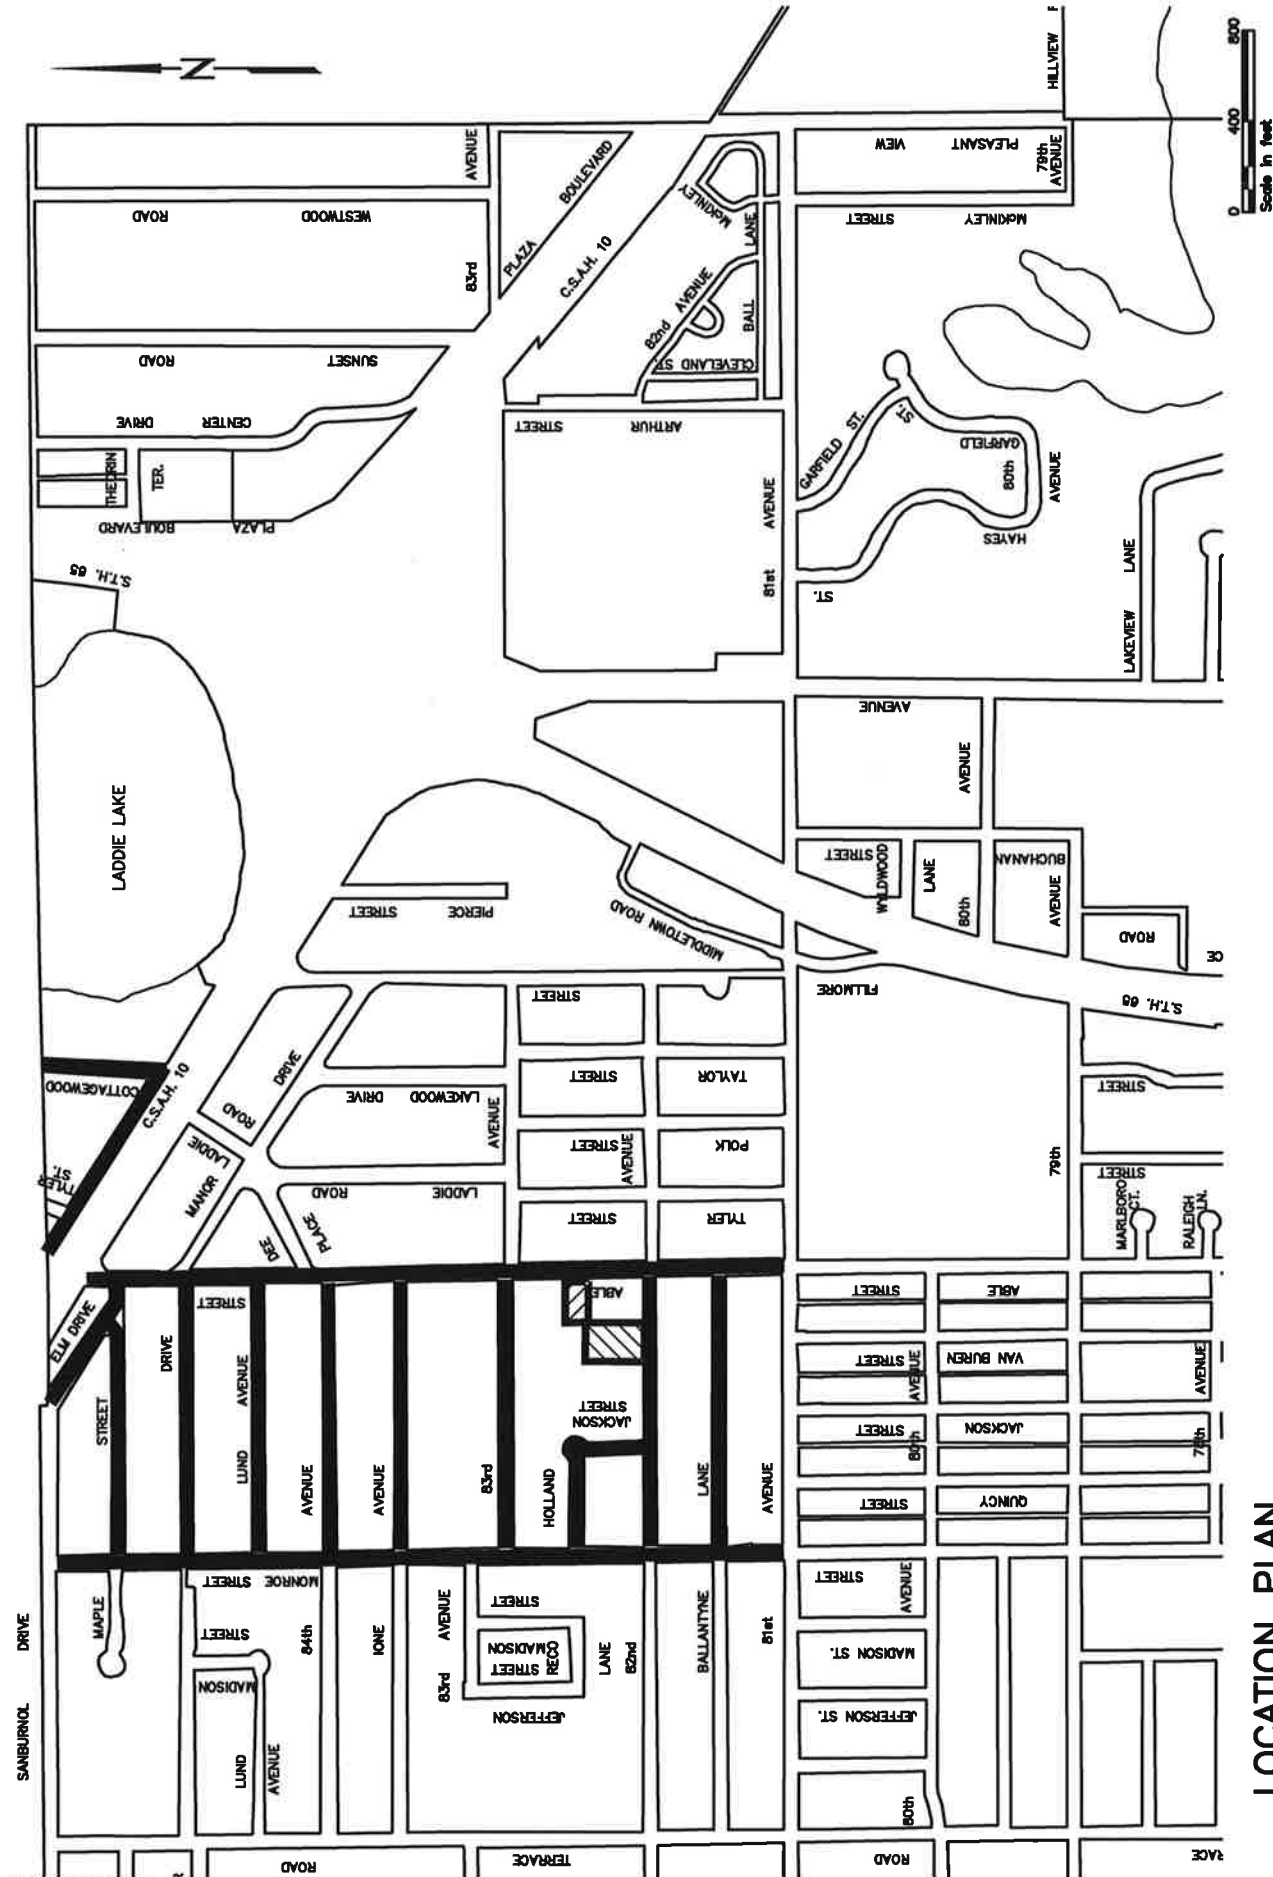 N
HILLVIEW
0 400 800
Scale in feet
WESTWOOD ROAD
83rd AVENUE
PLAZA BOULEVARD
C.S.A.H. 10
McKINLEY
LANE
BALL
82nd AVENUE
CLEVELAND ST.
PLEASANT VIEW
79th AVENUE
McKINLEY STREET
SUNSET ROAD
CENTER DRIVE
THEORIN
TER.
PLAZA BOULEVARD
S.T.H. 65
ARTHUR STREET
81st AVENUE
GARFIELD ST.
GARFIELD ST.
80th AVENUE
HAYES ST.
LAKEVIEW LANE
LADDIE LAKE
AVENUE
AVENUE
STREET
WYLDWOOD LANE
BUCHANAN
80th AVENUE
ROAD
CE
PIERCE STREET
MIDDLETOWN ROAD
FILLMORE
STREET
S.T.H. 65
COTTAGEWOOD
C.S.A.H. 10
TYLER ST.
LADDIE ROAD
MANOR DRIVE
DEE PLACE
LAKEWOOD DRIVE
AVENUE
LADDIE ROAD
TAYLOR STREET
POLK STREET
AVENUE
TYLER STREET
79th
STREET
STREET
MARLBORO CT.
RALEIGH LN.
ELM DRIVE
STREET
DRIVE
STREET
LUND AVENUE
AVENUE
AVENUE
83rd
ABLE
JACKSON STREET
HOLLAND
LANE
AVENUE
ABLE STREET
VAN BUREN STREET
AVENUE
JACKSON STREET
80th
QUINCY STREET
AVENUE
SANBURNOL DRIVE
MAPLE
MONROE STREET
MADISON STREET
LUND AVENUE
84th
IONE
83rd AVENUE
STREET
MADISON STREET
RECO
LANE
JEFFERSON
82nd
BALLANTYNE
81st
STREET
AVENUE
MADISON ST.
JEFFERSON ST.
80th
TERRACE ROAD
ROAD
RACE
LOCATION PLAN